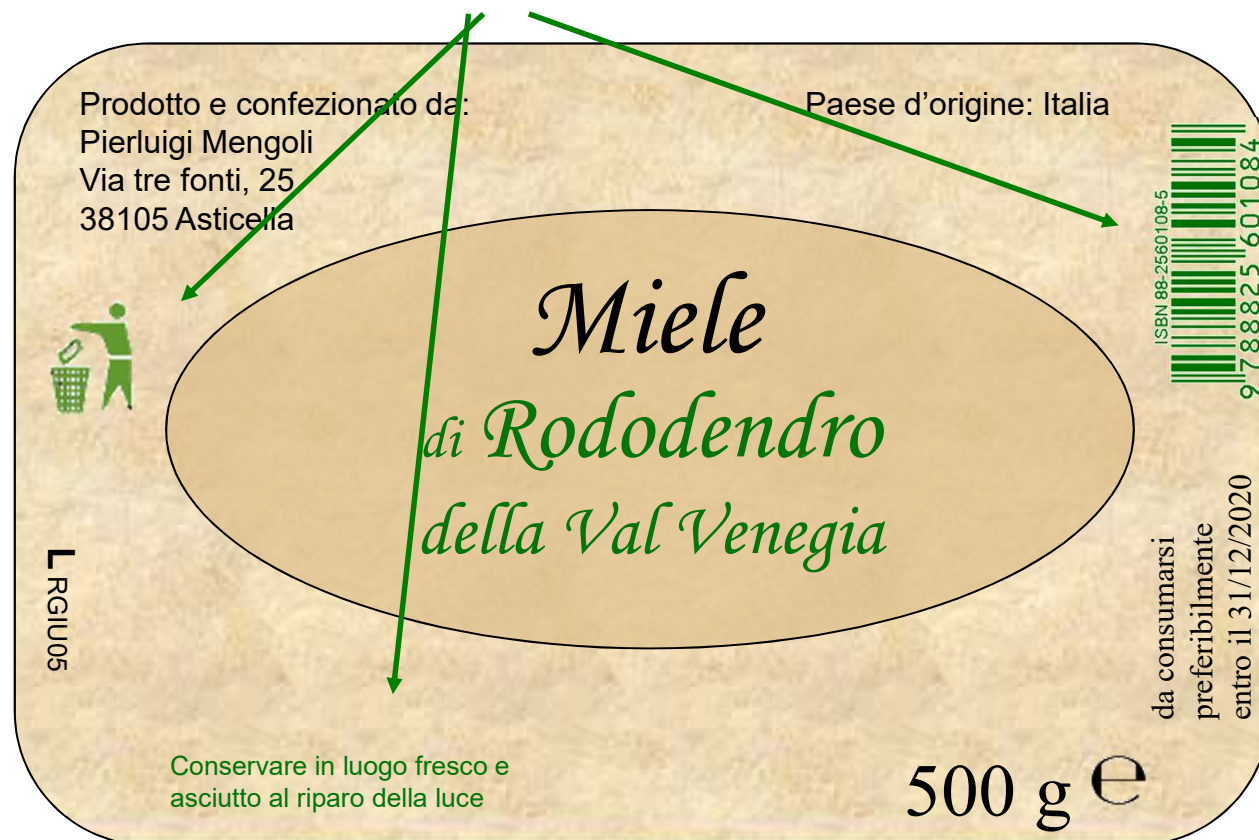 Prodotto e confezionato da:
Pierluigi Mengoli
Via tre fonti, 25
38105 Asticella
Paese d’origine: Italia
ISBN 88-2560108-5
9 788825 601084
Miele
di Rododendro
della Val Venegia
L RGIU05
da consumarsi
preferibilmente
entro il 31/12/2020
Conservare in luogo fresco e
asciutto al riparo della luce
500 g ℮